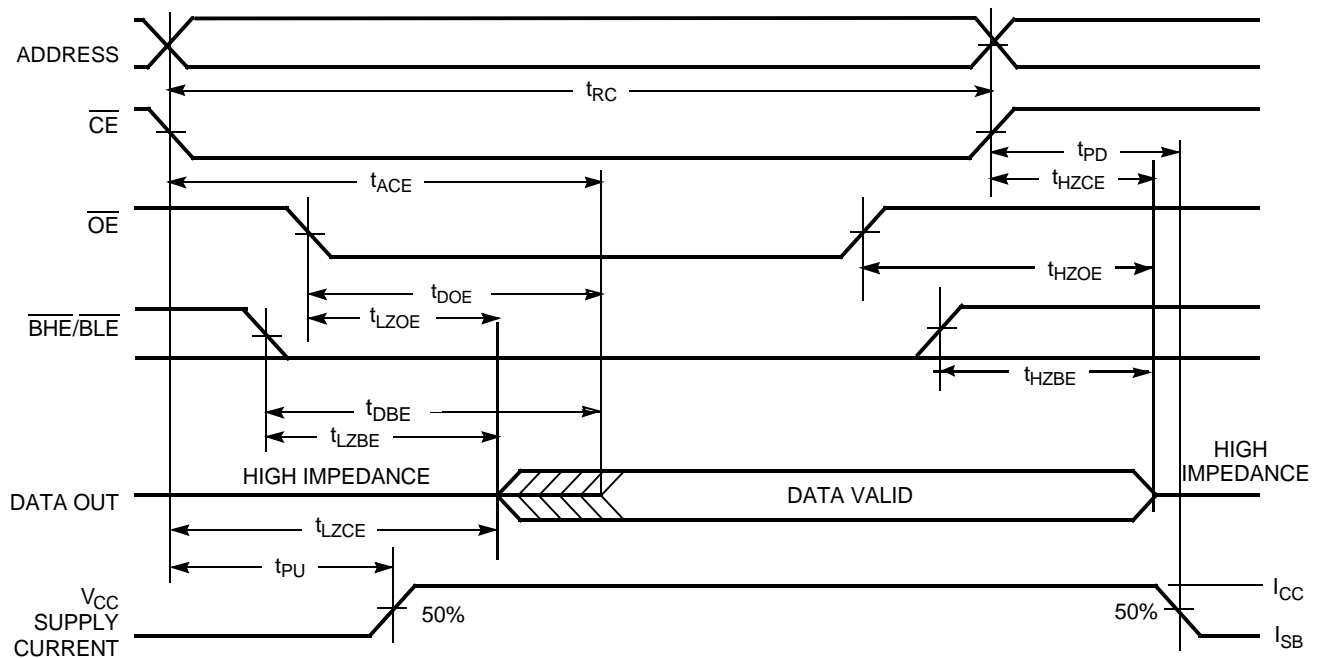 ADDRESS
tRC
CE
tPD
tACE
tHZCE
OE
tHZOE
tDOE
tLZOE
BHE/BLE
tHZBE
tDBE
tLZBE
HIGH IMPEDANCE
HIGH
IMPEDANCE
DATA OUT
DATA VALID
tLZCE
tPU
VCC
SUPPLY
CURRENT
50%
50%
ICC
ISB